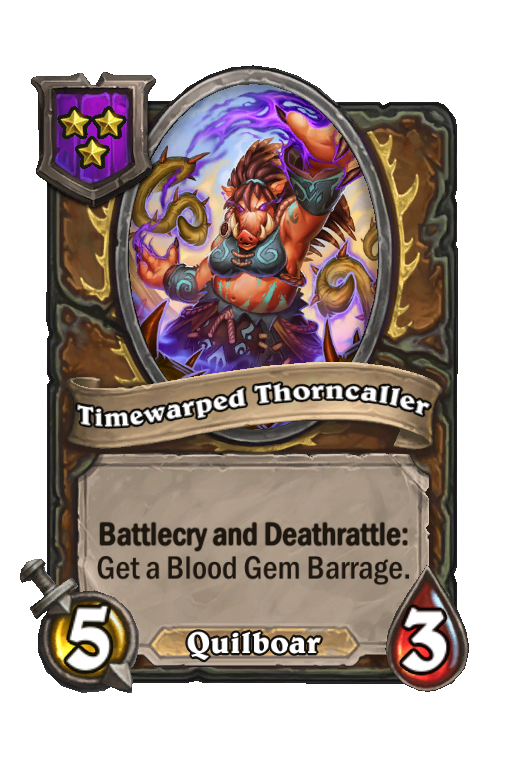 Timewarped Thorncaller
Battlecry and Deathrattle:
Get a Blood Gem Barrage.
5
Quilboar
3